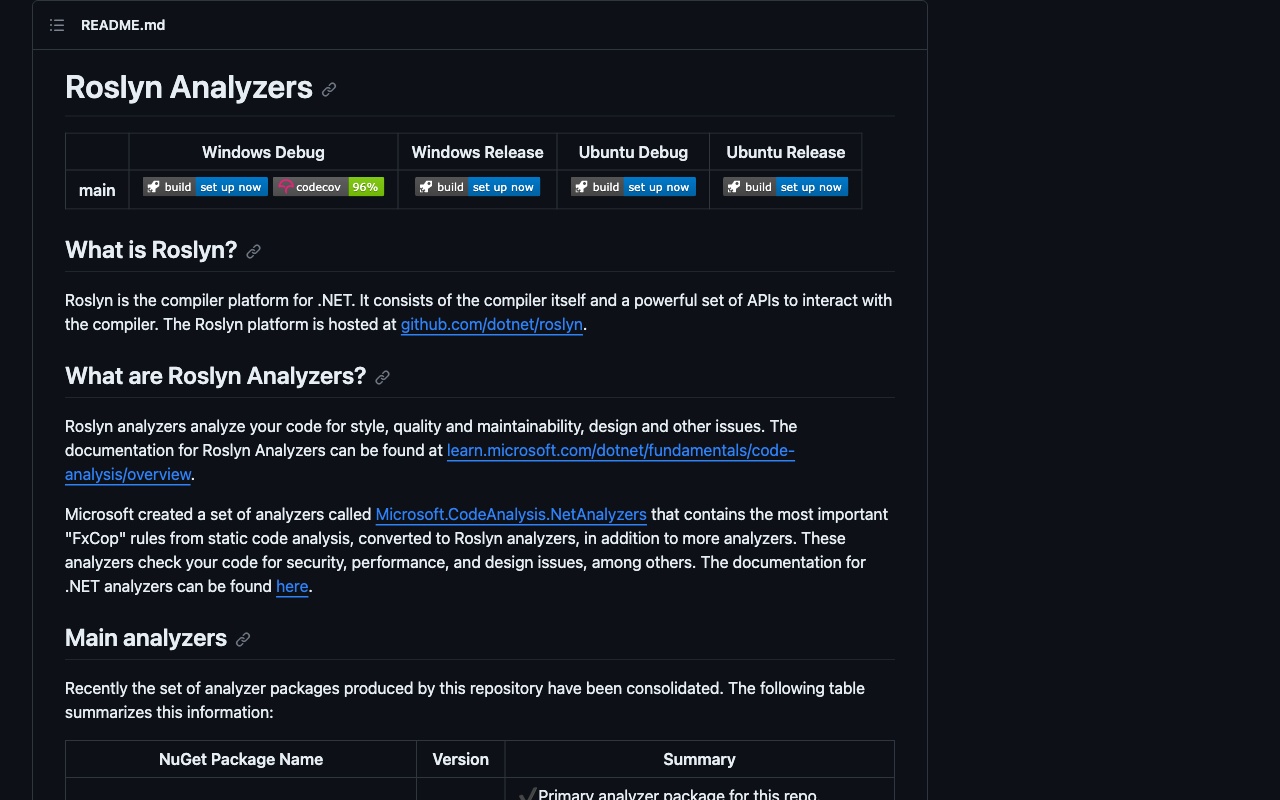 README.md
Roslyn Analyzers
Windows Debug Windows Release Ubuntu Debug Ubuntu Release
main build set up now codecov 96% build set up now build set up now build set up now
What is Roslyn?
Roslyn is the compiler platform for .NET. It consists of the compiler itself and a powerful set of APIs to interact with
the compiler. The Roslyn platform is hosted at github.com/dotnet/roslyn.
What are Roslyn Analyzers?
Roslyn analyzers analyze your code for style, quality and maintainability, design and other issues. The
documentation for Roslyn Analyzers can be found at learn.microsoft.com/dotnet/fundamentals/code-
analysis/overview.
Microsoft created a set of analyzers called Microsoft.CodeAnalysis.NetAnalyzers that contains the most important
"FxCop" rules from static code analysis, converted to Roslyn analyzers, in addition to more analyzers. These
analyzers check your code for security, performance, and design issues, among others. The documentation for
.NET analyzers can be found here.
Main analyzers
Recently the set of analyzer packages produced by this repository have been consolidated. The following table
summarizes this information:
NuGet Package Name Version Summary
✔Primary analyzer package for this repo